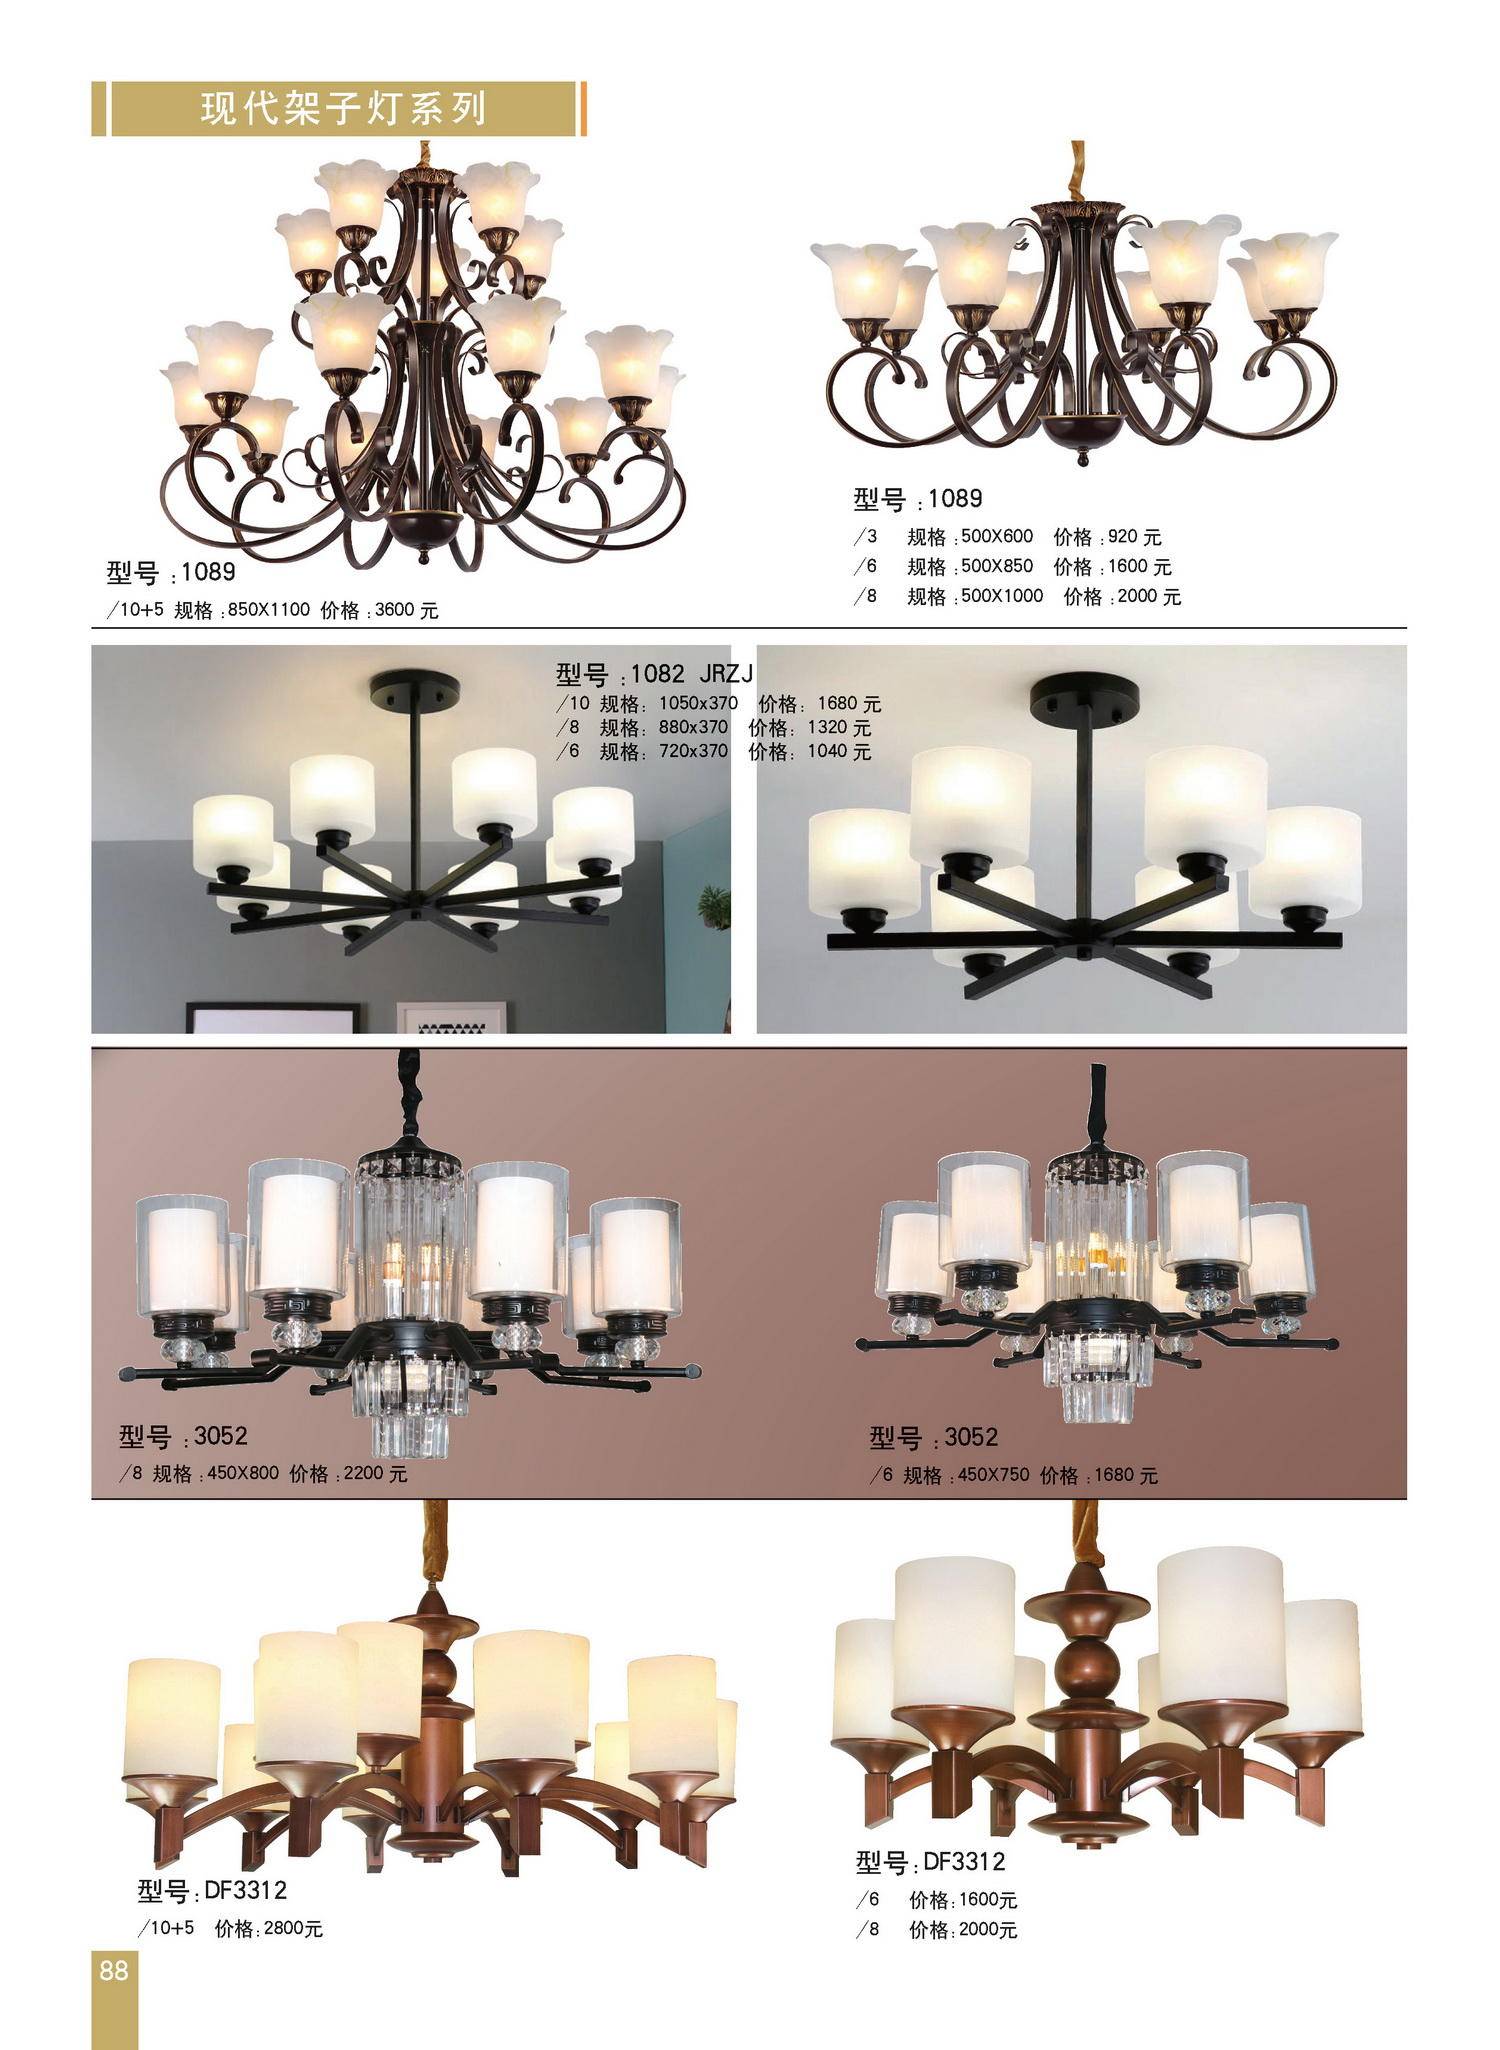 现代架子灯系列
型号：1089
/10+5 规格：850X1100 价格：3600 元
型号：1089
/3 规格：500X600 价格：920 元
/6 规格：500X850 价格：1600 元
/8 规格：500X1000 价格：2000 元
型号：1082 JRZJ
/10 规格： 1050x370 价格： 1680 元
/8 规格： 880x370 价格： 1320 元
/6 规格： 720x370 价格： 1040 元
型号：3052
/8 规格：450X800 价格：2200 元
型号：3052
/6 规格：450X750 价格：1680 元
型号：DF3312
/10+5 价格：2800元
型号：DF3312
/6 价格：1600元
/8 价格：2000元
88